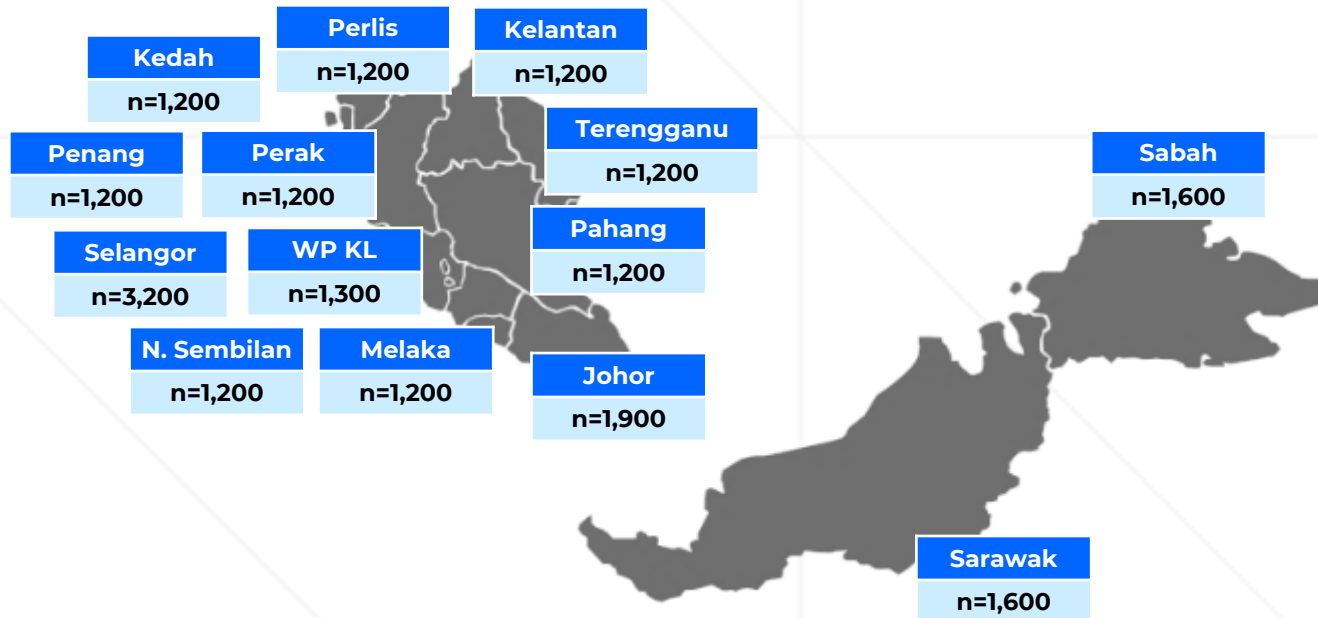 Perlis
n=1,200
Kelantan
n=1,200
Kedah
n=1,200
Terengganu
n=1,200
Penang
n=1,200
Perak
n=1,200
Sabah
n=1,600
Pahang
n=1,200
Selangor
n=3,200
WP KL
n=1,300
N. Sembilan
n=1,200
Melaka
n=1,200
Johor
n=1,900
Sarawak
n=1,600